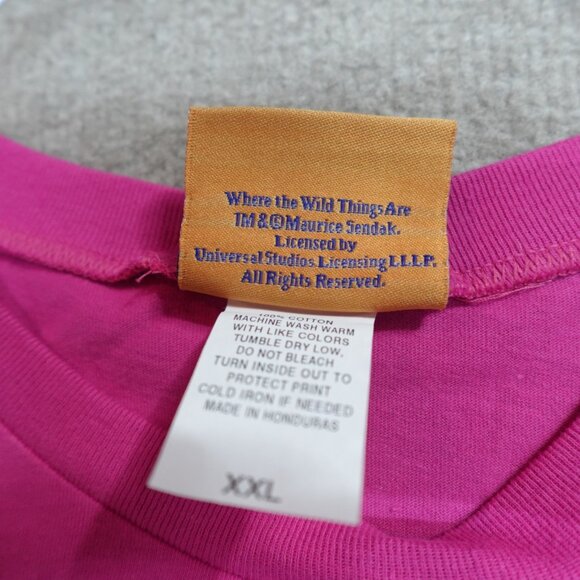 Where the Wild Things Are
TM & © Maurice Sendak.
Licensed by
Universal Studios Licensing LLLP.
All Rights Reserved.
100% COTTON
MACHINE WASH WARM
WITH LIKE COLORS
TUMBLE DRY LOW,
DO NOT BLEACH
TURN INSIDE OUT TO
PROTECT PRINT
COLD IRON IF NEEDED
MADE IN HONDURAS
XXL